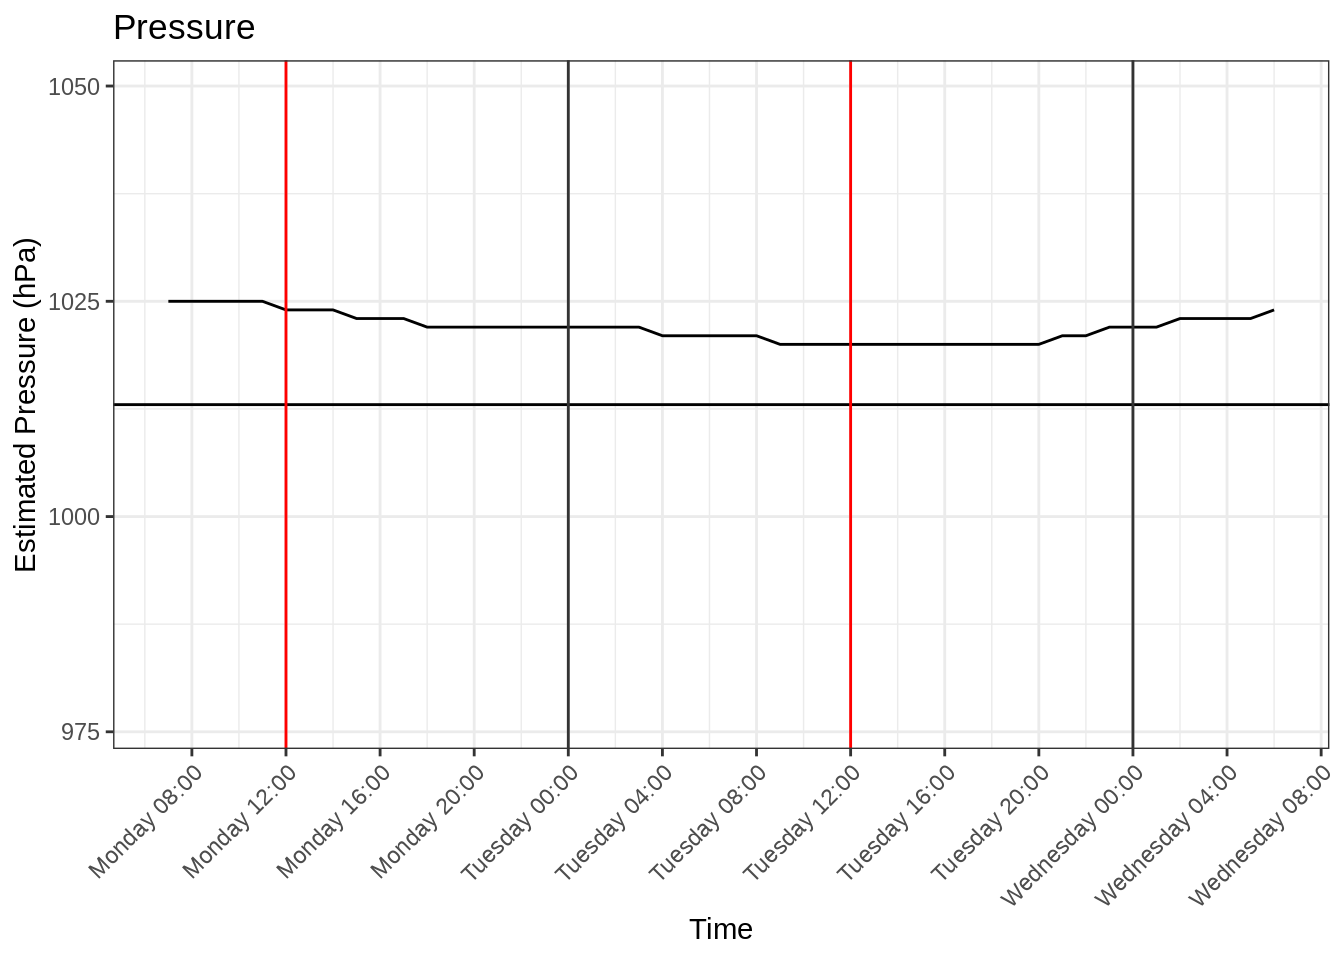 Pressure
Estimated Pressure (hPa)
1050
1025
1000
975
Monday 08:00
Monday 12:00
Monday 16:00
Monday 20:00
Tuesday 00:00
Tuesday 04:00
Tuesday 08:00
Tuesday 12:00
Tuesday 16:00
Tuesday 20:00
Wednesday 00:00
Wednesday 04:00
Wednesday 08:00
Time